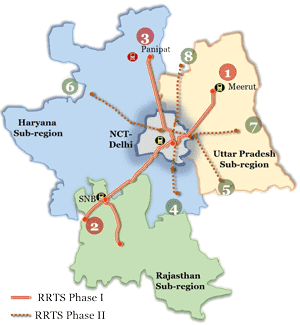 3
Panipat
8
1
Meerut
6
Haryana
Sub-region
NCT-
Delhi
7
Uttar Pradesh
Sub-region
5
SNB
4
2
Rajasthan
Sub-region
RRTS Phase I
RRTS Phase II